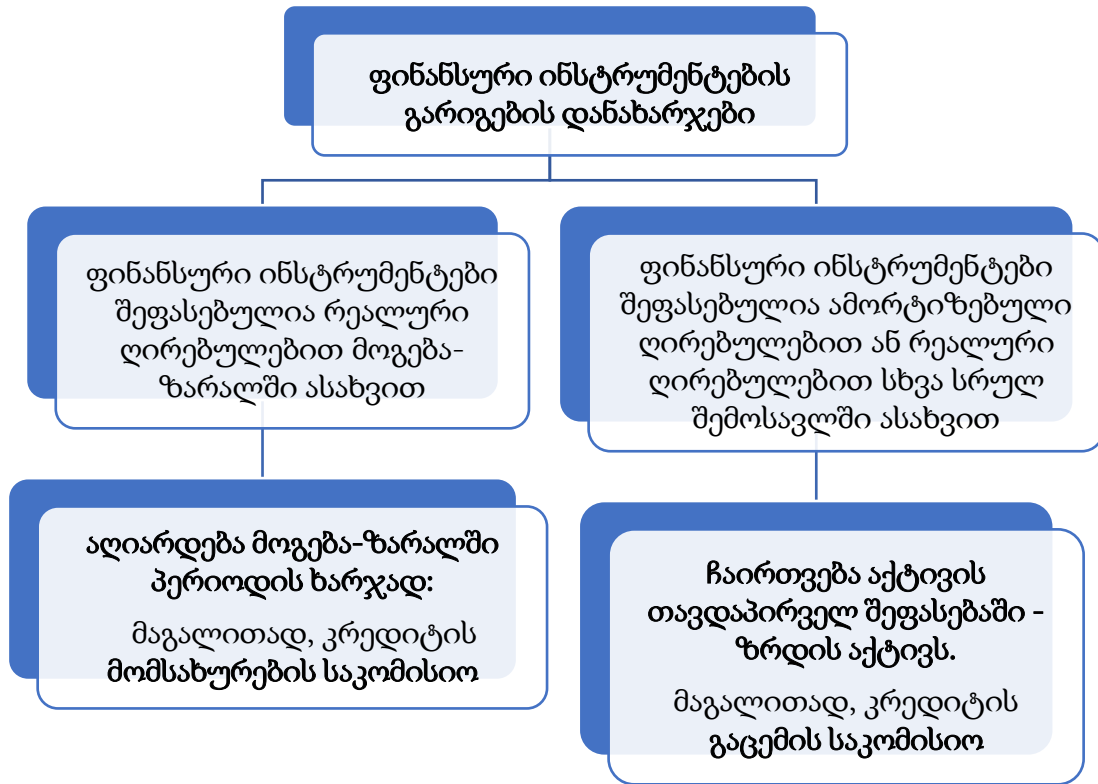 ფინანსური ინსტრუმენტების
გარიგების დანახარჯები
ფინანსური ინსტრუმენტები
შეფასებულია რეალური
ღირებულებით მოგება-
ზარალში ასახვით
აღიარდება მოგება-ზარალში
პერიოდის ხარჯად:
მაგალითად, კრედიტის
მომსახურების საკომისიო
ფინანსური ინსტრუმენტები
შეფასებულია ამორტიზებული
ღირებულებით ან რეალური
ღირებულებით სხვა სრულ
შემოსავლში ასახვით
ჩაირთვება აქტივის
თავდაპირველ შეფასებაში -
ზრდის აქტივს.
მაგალითად, კრედიტის
გაცემის საკომისიო